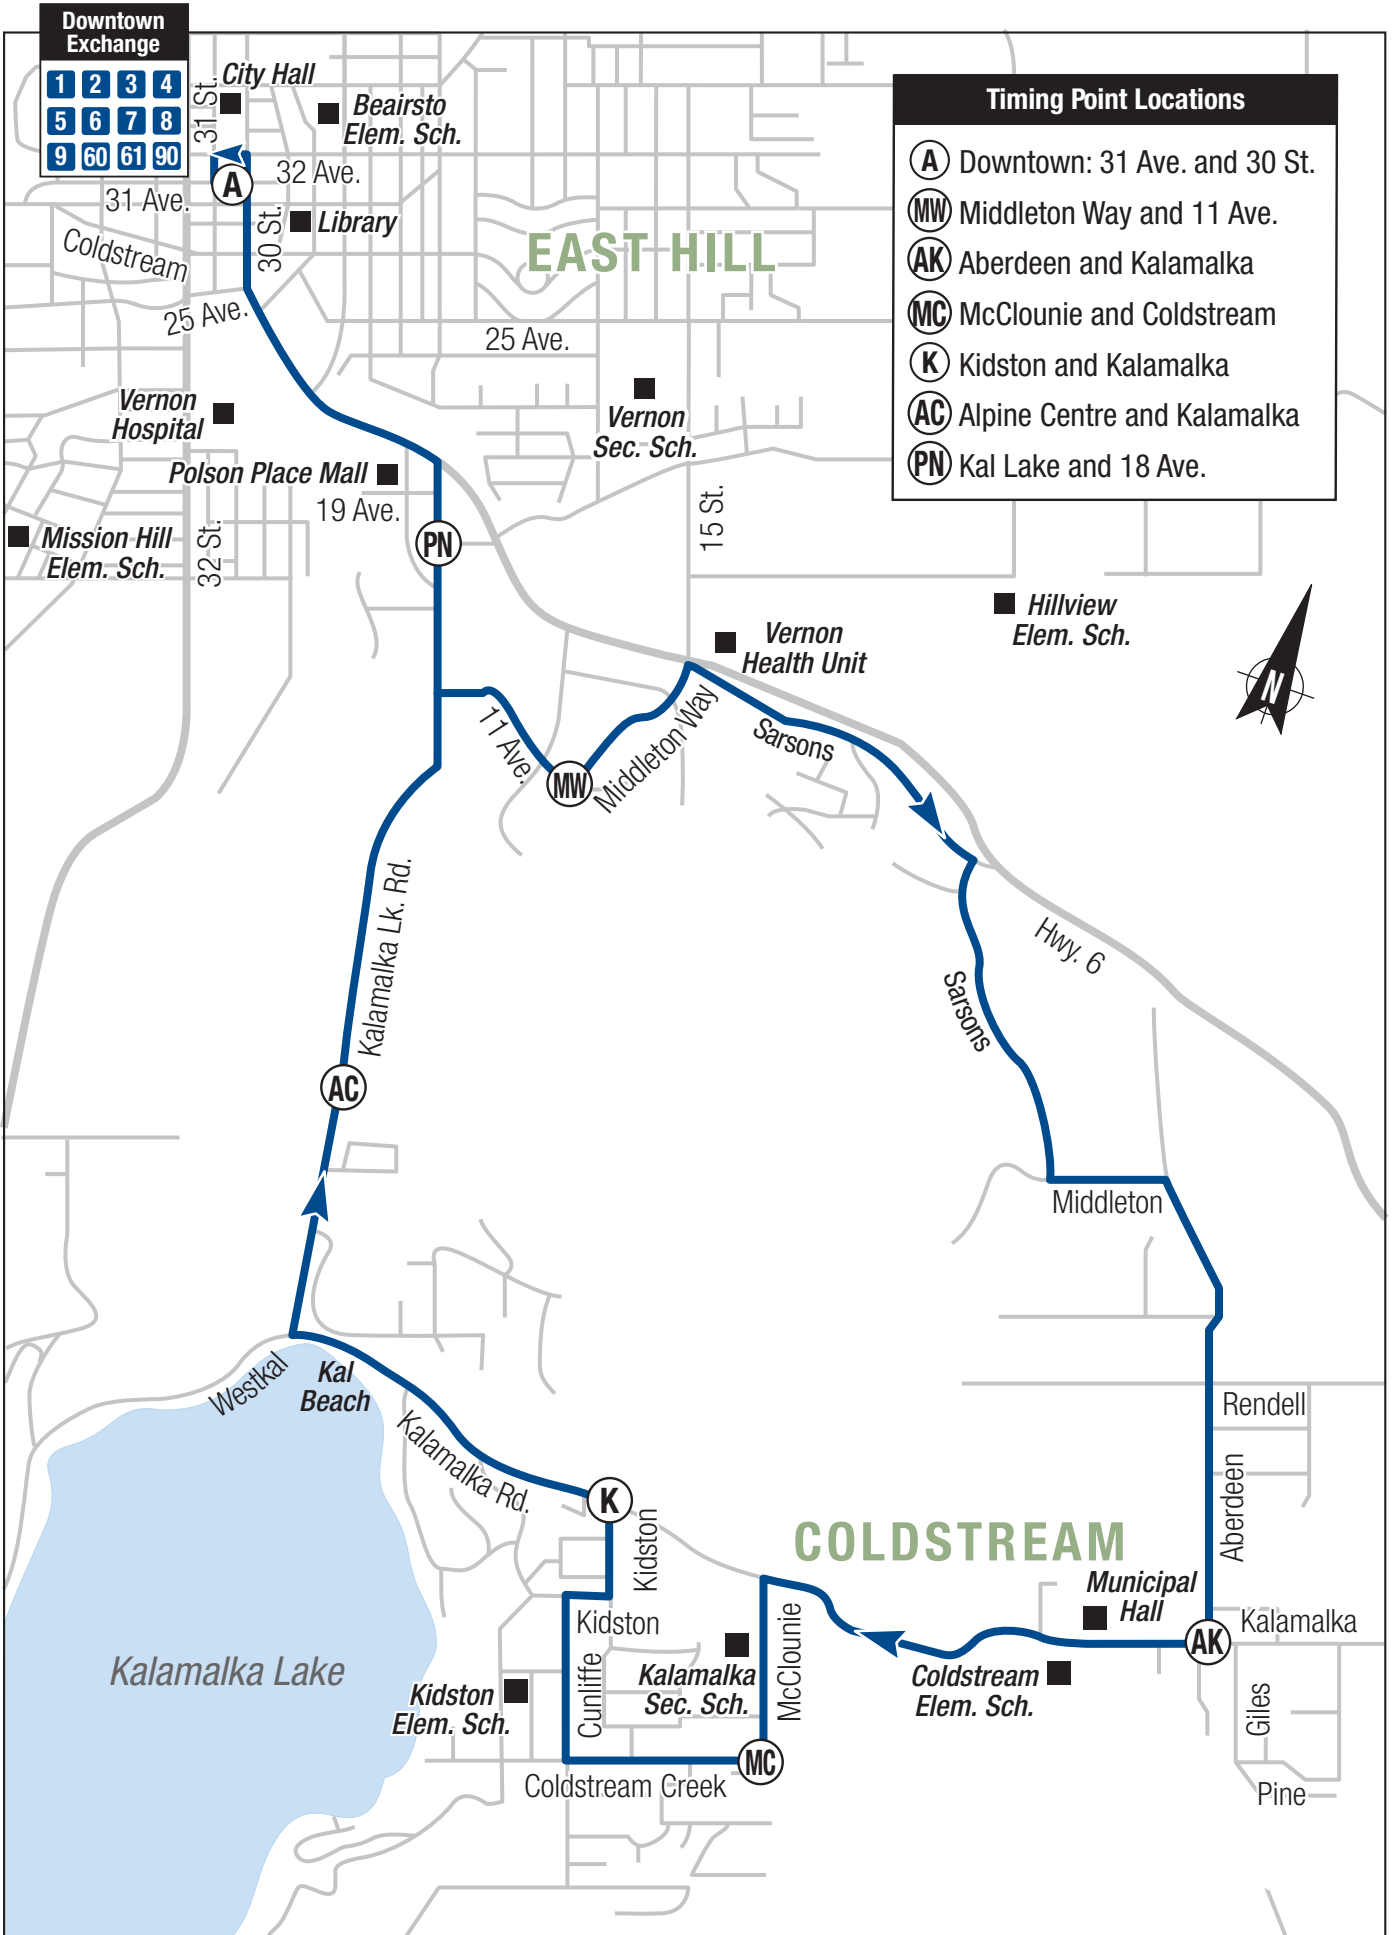 Downtown
Exchange
1 2 3 4
5 6 7 8
9 60 61 90
31 St.
City Hall
Beairsto
Elem. Sch.
A
32 Ave.
31 Ave.
30 St.
Library
Coldstream
25 Ave.
EAST HILL
25 Ave.
Timing Point Locations
A Downtown: 31 Ave. and 30 St.
MW Middleton Way and 11 Ave.
AK Aberdeen and Kalamalka
MC McClounie and Coldstream
K Kidston and Kalamalka
AC Alpine Centre and Kalamalka
PN Kal Lake and 18 Ave.
Vernon
Hospital
Vernon
Sec. Sch.
Polson Place Mall
19 Ave.
15 St.
Mission Hill
Elem. Sch.
32 St.
PN
Hillview
Elem. Sch.
Vernon
Health Unit
N
11 Ave.
MW
Middleton Way
Sarsons
Kalamalka Lk. Rd.
Hwy. 6
Sarsons
AC
Middleton
Westkal
Kal
Beach
Kalamalka Rd.
Rendell
Aberdeen
K
Kidston
COLDSTREAM
Municipal
Hall
Kidston
McClounie
Kalamalka
AK
Kalamalka Lake
Kidston
Elem. Sch.
Cunliffe
Kalamalka
Sec. Sch.
Coldstream
Elem. Sch.
Giles
MC
Coldstream Creek
Pine